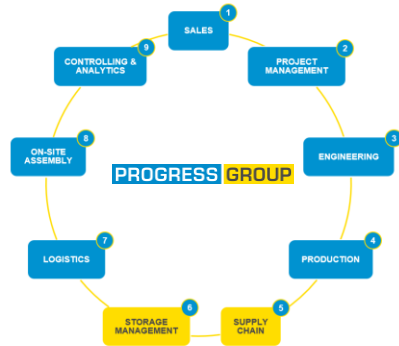 1
SALES
2
PROJECT
MANAGEMENT
3
ENGINEERING
4
PRODUCTION
5
SUPPLY
CHAIN
6
STORAGE
MANAGEMENT
7
LOGISTICS
8
ON-SITE
ASSEMBLY
9
CONTROLLING &
ANALYTICS
PROGRESS GROUP